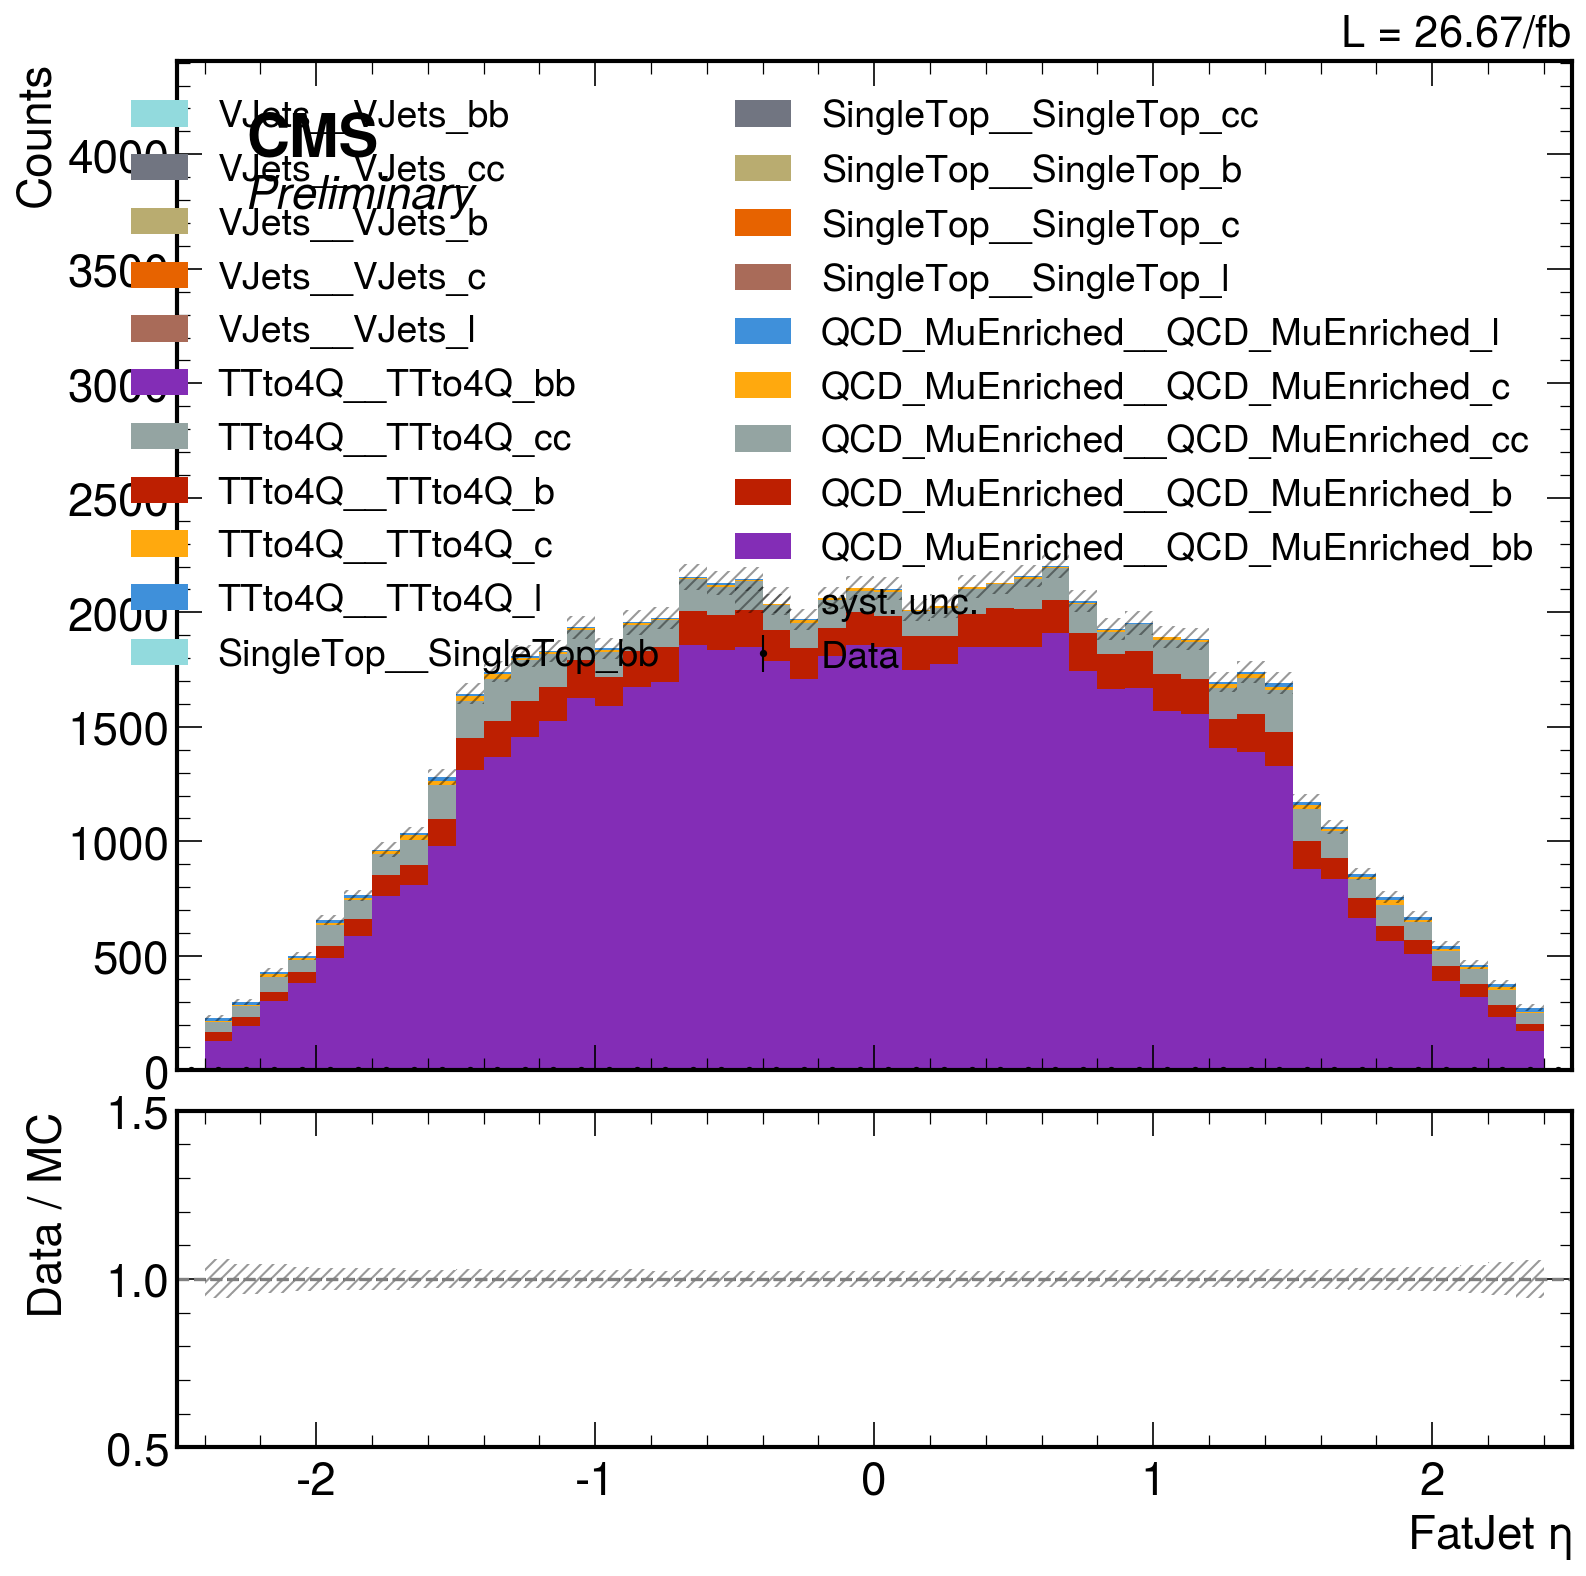 L = 26.67/fb
Counts
CMS
Preliminary
VJets__VJets_bb
VJets__VJets_cc
VJets__VJets_b
VJets__VJets_c
VJets__VJets_l
TTto4Q__TTto4Q_bb
TTto4Q__TTto4Q_cc
TTto4Q__TTto4Q_b
TTto4Q__TTto4Q_c
TTto4Q__TTto4Q_l
SingleTop__SingleTop_bb
SingleTop__SingleTop_cc
SingleTop__SingleTop_b
SingleTop__SingleTop_c
SingleTop__SingleTop_l
QCD_MuEnriched__QCD_MuEnriched_l
QCD_MuEnriched__QCD_MuEnriched_c
QCD_MuEnriched__QCD_MuEnriched_cc
QCD_MuEnriched__QCD_MuEnriched_b
QCD_MuEnriched__QCD_MuEnriched_bb
syst. unc.
Data
4000
3500
3000
2500
2000
1500
1000
500
0
Data / MC
1.5
1.0
0.5
-2
-1
0
1
2
FatJet η